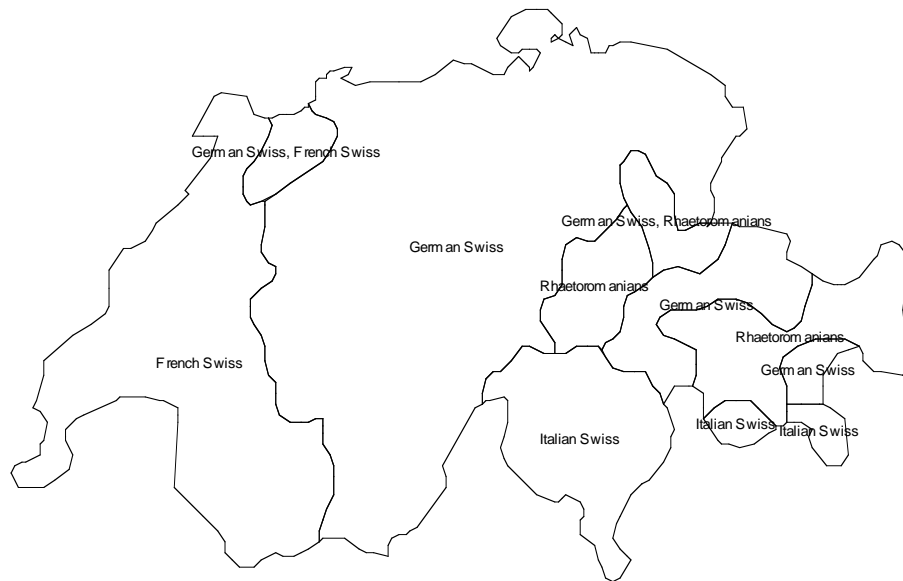 German Swiss, French Swiss
German Swiss, Rhaetoromanians
German Swiss
Rhaetoromanians
German Swiss
Rhaetoromanians
French Swiss
German Swiss
Italian Swiss
Italian Swiss
Italian Swiss